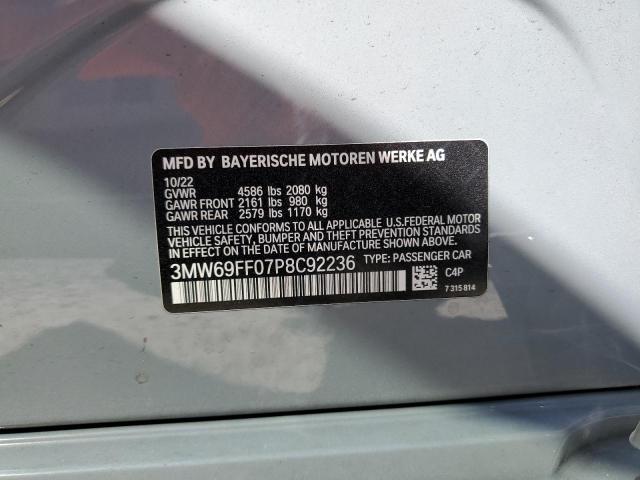 MFD BY BAYERISCHE MOTOREN WERKE AG
10/22
GVWR 4586 lbs 2080 kg
GAWR FRONT 2161 lbs 980 kg
GAWR REAR 2579 lbs 1170 kg
THIS VEHICLE CONFORMS TO ALL APPLICABLE U.S.FEDERAL MOTOR
VEHICLE SAFETY, BUMPER, AND THEFT PREVENTION STANDARDS
IN EFFECT ON THE DATE OF MANUFACTURE SHOWN ABOVE.
3MW69FF07P8C92236 TYPE: PASSENGER CAR
C4P
7 315 814